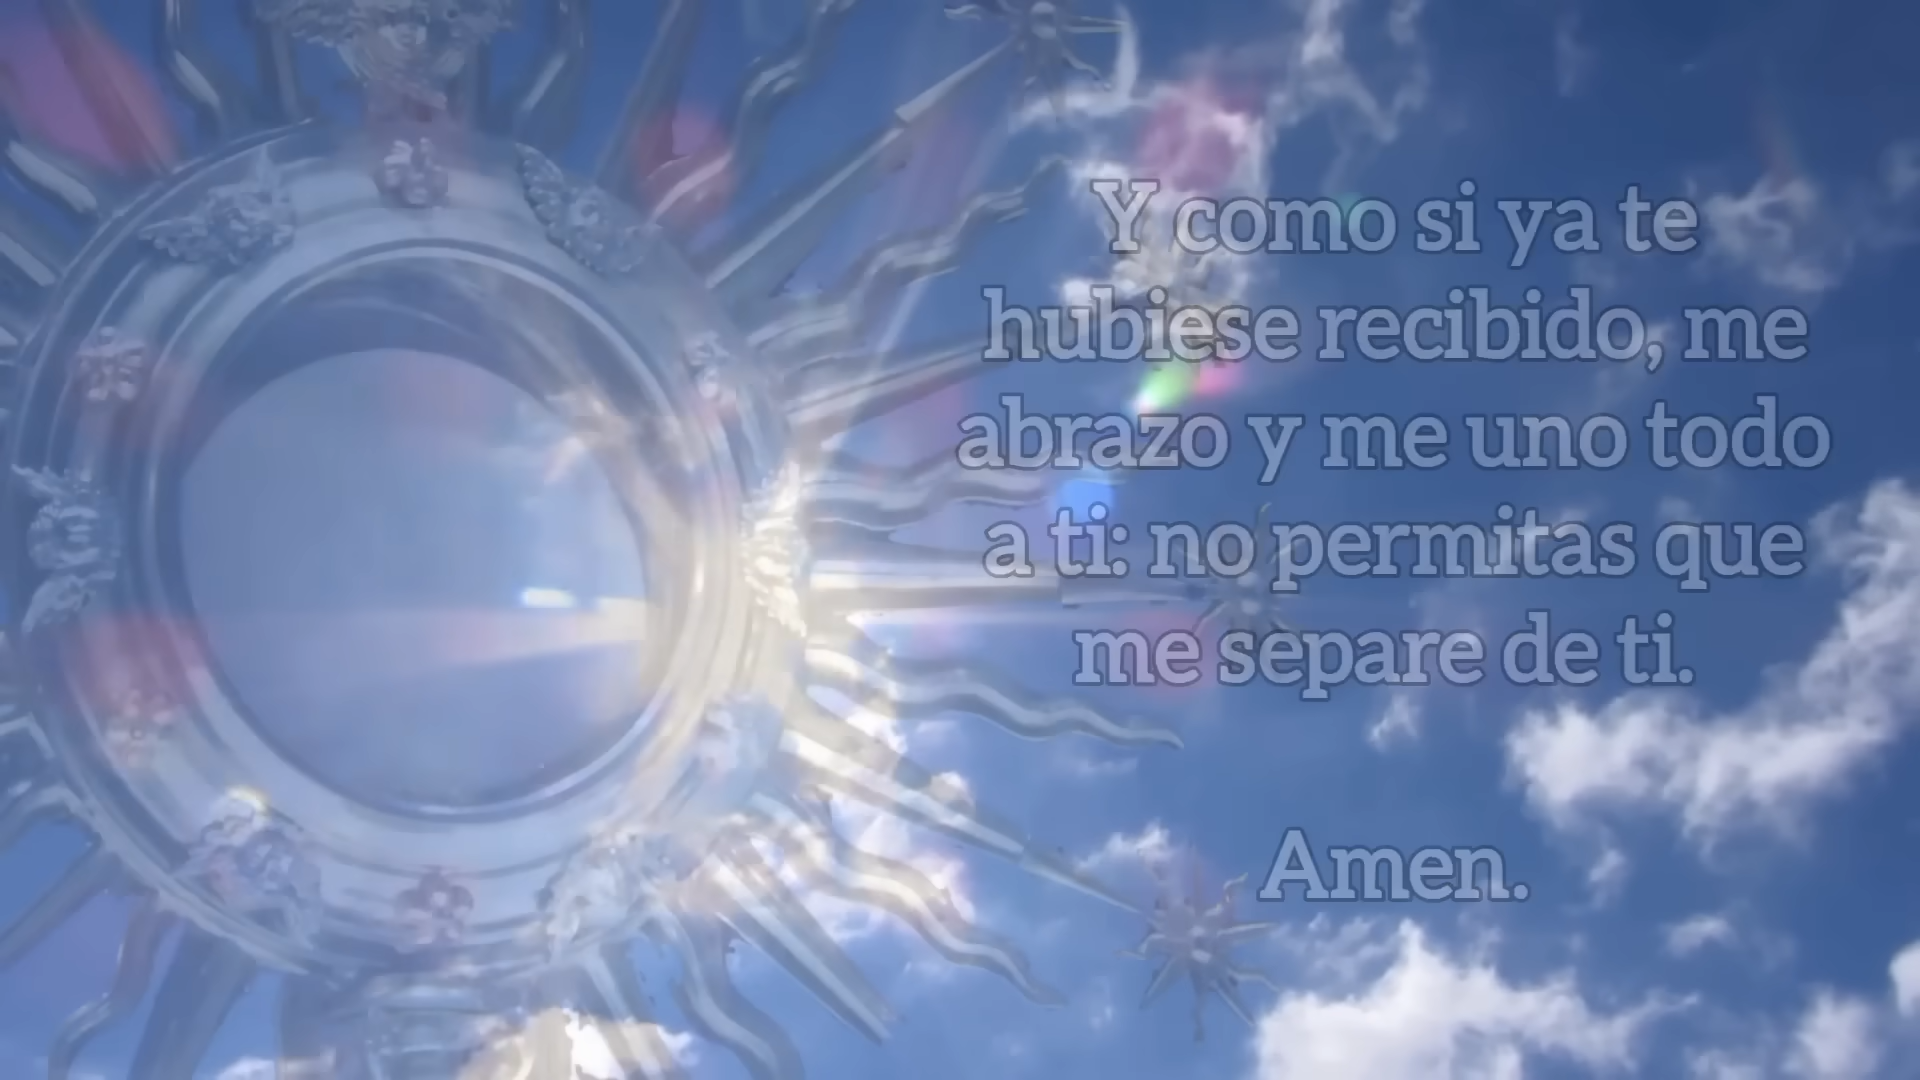 Y como si ya te
hubiese recibido, me
abrazo y me uno todo
a ti: no permitas que
me separe de ti.
Amen.